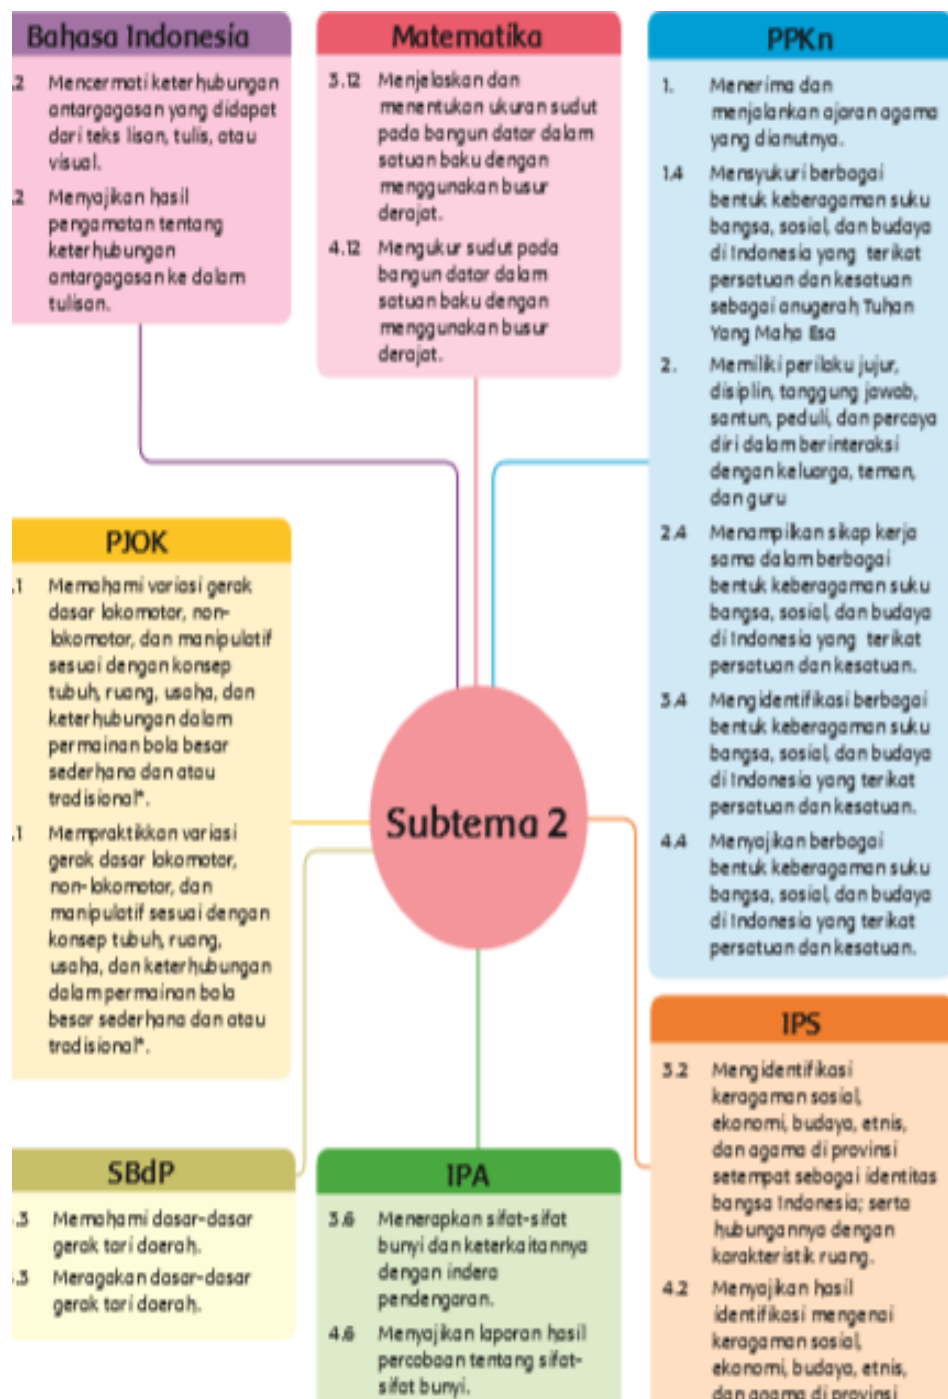 Bahasa Indonesia
.2 Mencermati keterhubungan
antargagasan yang didapat
dari teks lisan, tulis, atau
visual.
.2 Menyajikan hasil
pengamatan tentang
keterhubungan
antargagasan ke dalam
tulisan.
Matematika
3.12 Menjelaskan dan
menentukan ukuran sudut
pada bangun datar dalam
satuan baku dengan
menggunakan busur
derajat.
4.12 Mengukur sudut pada
bangun datar dalam
satuan baku dengan
menggunakan busur
derajat.
PPKn
1. Menerima dan
menjalankan ajaran agama
yang dianutnya.
1.4 Mensyukuri berbagai
bentuk keberagaman suku
bangsa, sosial, dan budaya
di Indonesia yang terikat
persatuan dan kesatuan
sebagai anugerah Tuhan
Yang Maha Esa
2. Memiliki perilaku jujur,
disiplin, tanggung jawab,
santun, peduli, dan percaya
diri dalam berinteraksi
dengan keluarga, teman,
dan guru
2.4 Menampilkan sikap kerja
sama dalam berbagai
bentuk keberagaman suku
bangsa, sosial, dan budaya
di Indonesia yang terikat
persatuan dan kesatuan.
3.4 Mengidentifikasi berbagai
bentuk keberagaman suku
bangsa, sosial, dan budaya
di Indonesia yang terikat
persatuan dan kesatuan.
4.4 Menyajikan berbagai
bentuk keberagaman suku
bangsa, sosial, dan budaya
di Indonesia yang terikat
persatuan dan kesatuan.
PJOK
.1 Memahami variasi gerak
dasar lokomotor, non-
lokomotor, dan manipulatif
sesuai dengan konsep
tubuh, ruang, usaha, dan
keterhubungan dalam
permainan bola besar
sederhana dan atau
tradisional*.
.1 Mempraktikkan variasi
gerak dasar lokomotor,
non-lokomotor, dan
manipulatif sesuai dengan
konsep tubuh, ruang,
usaha, dan keterhubungan
dalam permainan bola
besar sederhana dan atau
tradisional*.
Subtema 2
SBdP
.3 Memahami dasar-dasar
gerak tari daerah.
.3 Meragakan dasar-dasar
gerak tari daerah.
IPA
3.6 Menerapkan sifat-sifat
bunyi dan keterkaitannya
dengan indera
pendengaran.
4.6 Menyajikan laporan hasil
percobaan tentang sifat-
sifat bunyi.
IPS
3.2 Mengidentifikasi
keragaman sosial,
ekonomi, budaya, etnis,
dan agama di provinsi
setempat sebagai identitas
bangsa Indonesia; serta
hubungannya dengan
karakteristik ruang.
4.2 Menyajikan hasil
identifikasi mengenai
keragaman sosial,
ekonomi, budaya, etnis,
dan agama di provinsi